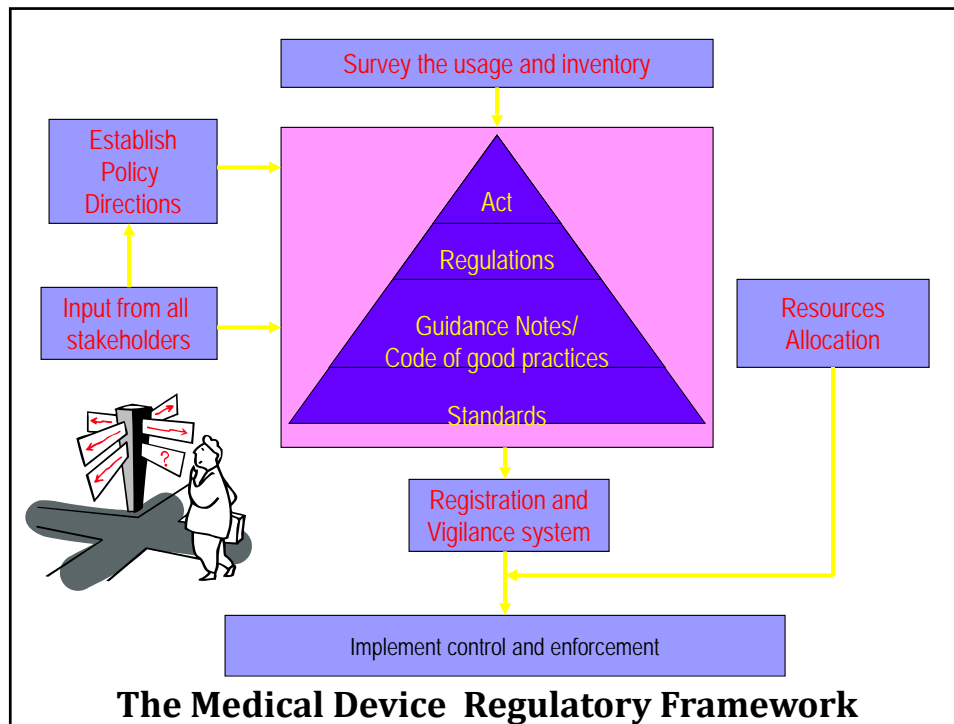 Survey the usage and inventory
Establish
Policy
Directions
Act
Regulations
Input from all
stakeholders
Guidance Notes/
Code of good practices
Resources
Allocation
Standards
?
Registration and
Vigilance system
Implement control and enforcement
The Medical Device Regulatory Framework